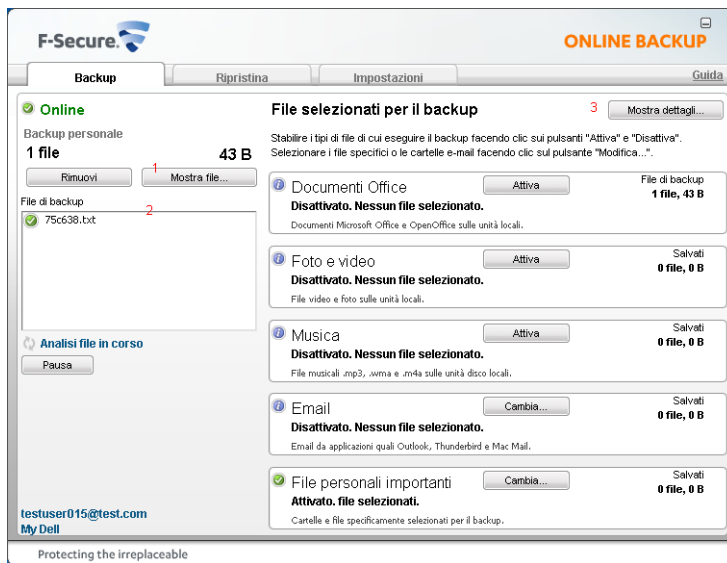 F-Secure.
ONLINE BACKUP
Backup
Ripristina
Impostazioni
Guida
Online
Backup personale
1 file 43 B
1
Rimuovi
Mostra file...
File di backup
2
75c638.txt
Analisi file in corso
Pausa
testuser015@test.com
My Dell
File selezionati per il backup
3
Mostra dettagli...
Stabilire i tipi di file di cui eseguire il backup facendo clic sui pulsanti "Attiva" e "Disattiva".
Selezionare i file specifici o le cartelle e-mail facendo clic sul pulsante "Modifica...".
Documenti Office
Attiva
File di backup
1 file, 43 B
Disattivato. Nessun file selezionato.
Documenti Microsoft Office e OpenOffice sulle unità locali.
Foto e video
Attiva
Salvati
0 file, 0 B
Disattivato. Nessun file selezionato.
File video e foto sulle unità locali.
Musica
Attiva
Salvati
0 file, 0 B
Disattivato. Nessun file selezionato.
File musicali .mp3, .wma e .m4a sulle unità disco locali.
Email
Cambia...
Salvati
0 file, 0 B
Disattivato. Nessun file selezionato.
Email da applicazioni quali Outlook, Thunderbird e Mac Mail.
File personali importanti
Cambia...
Salvati
0 file, 0 B
Attivato. file selezionati.
Cartelle e file specificamente selezionati per il backup.
Protecting the irreplaceable